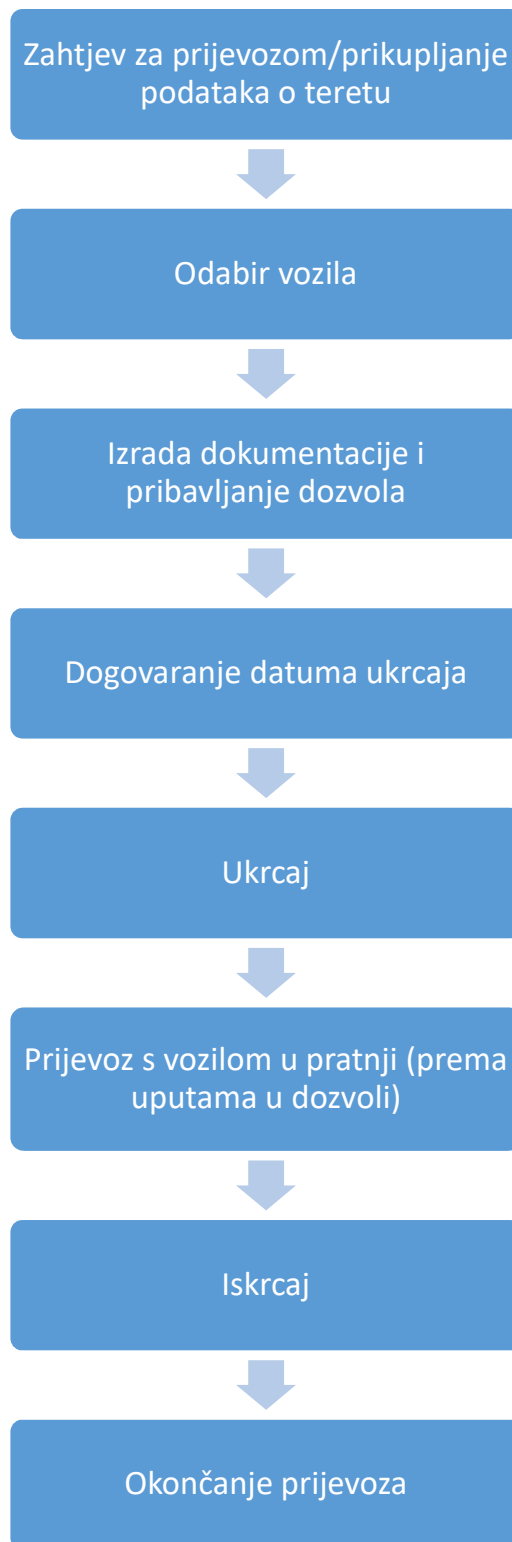 Zahtjev za prijevozom/prikupljanje
podataka o teretu
Odabir vozila
Izrada dokumentacije i
pribavljanje dozvola
Dogovaranje datuma ukrcaja
Ukrcaj
Prijevoz s vozilom u pratnji (prema
uputama u dozvoli)
Iskrcaj
Okončanje prijevoza